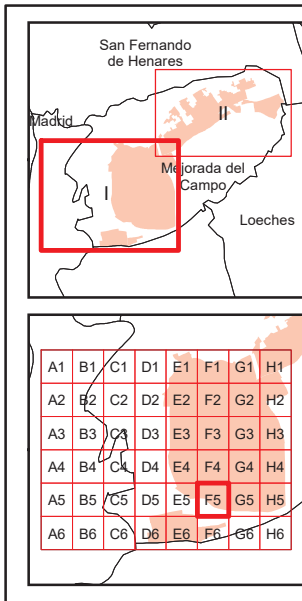 San Fernando
de Henares
II
Madrid
Mejorada del
Campo
I
Loeches
A1 B1 C1 D1 E1 F1 G1 H1
A2 B2 C2 D2 E2 F2 G2 H2
A3 B3 C3 D3 E3 F3 G3 H3
A4 B4 C4 D4 E4 F4 G4 H4
A5 B5 C5 D5 E5 F5 G5 H5
A6 B6 C6 D6 E6 F6 G6 H6